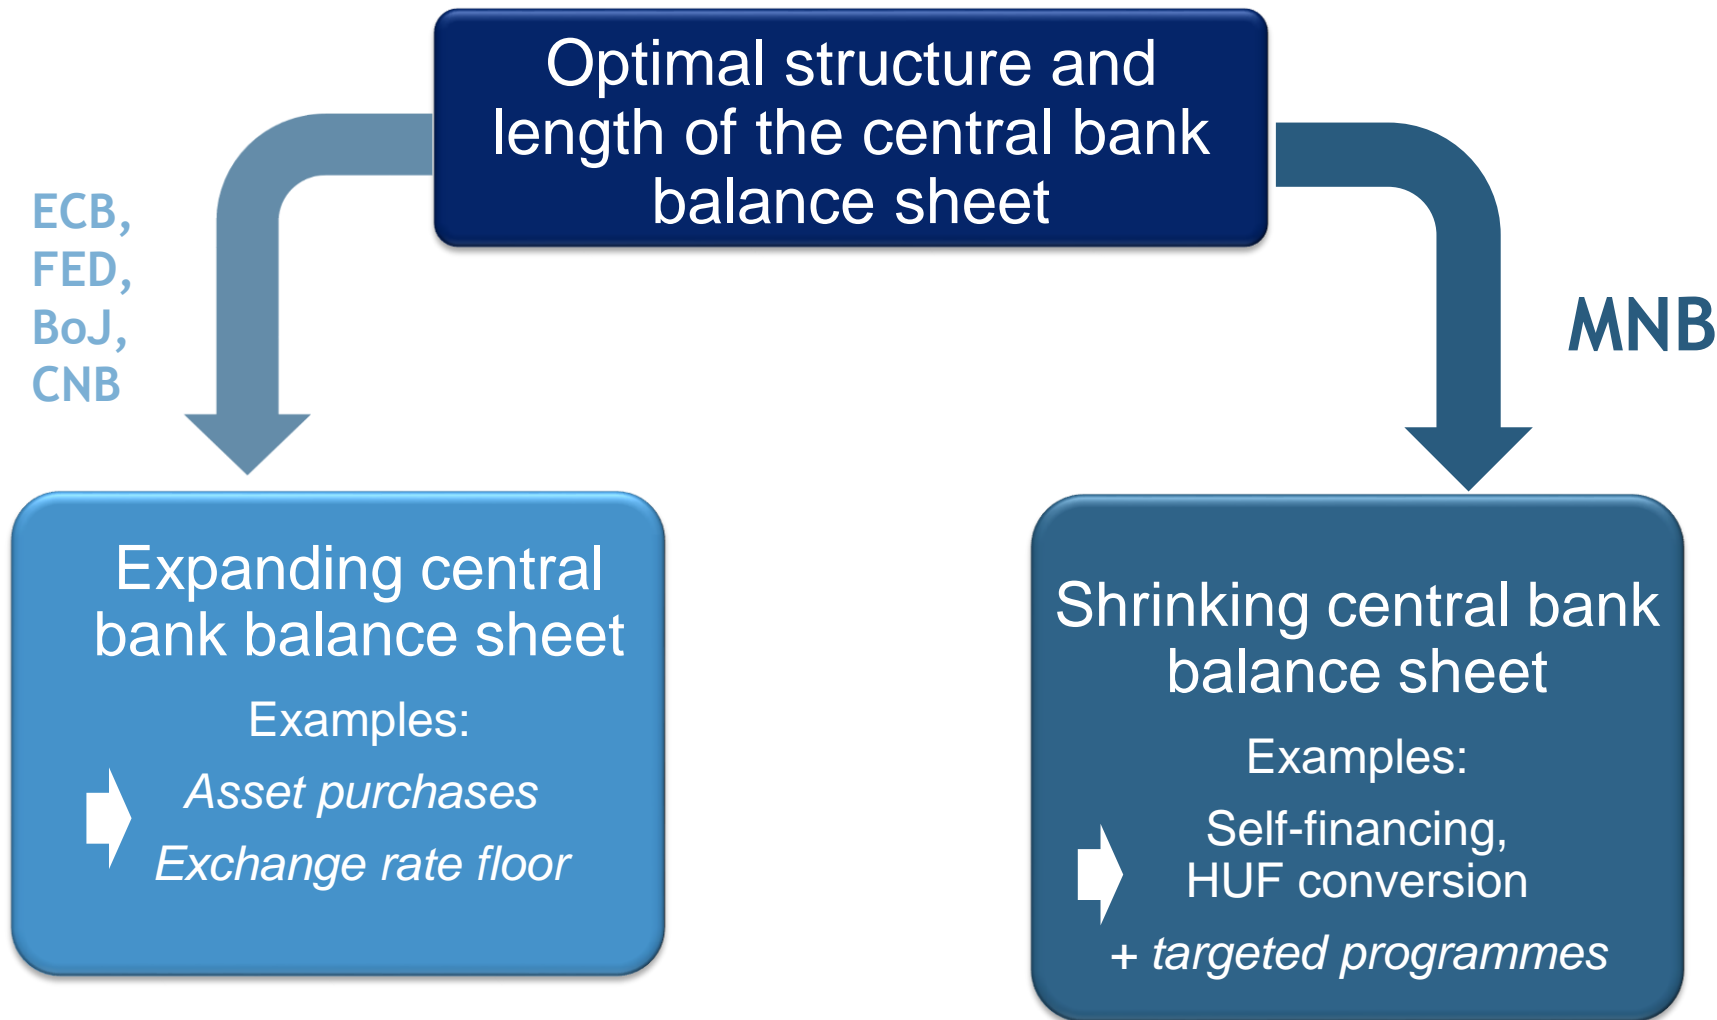 Optimal structure and
length of the central bank
balance sheet
ECB,
FED,
BoJ,
CNB
MNB
Expanding central
bank balance sheet
Examples:
Asset purchases
Exchange rate floor
Shrinking central bank
balance sheet
Examples:
Self-financing,
HUF conversion
+ targeted programmes